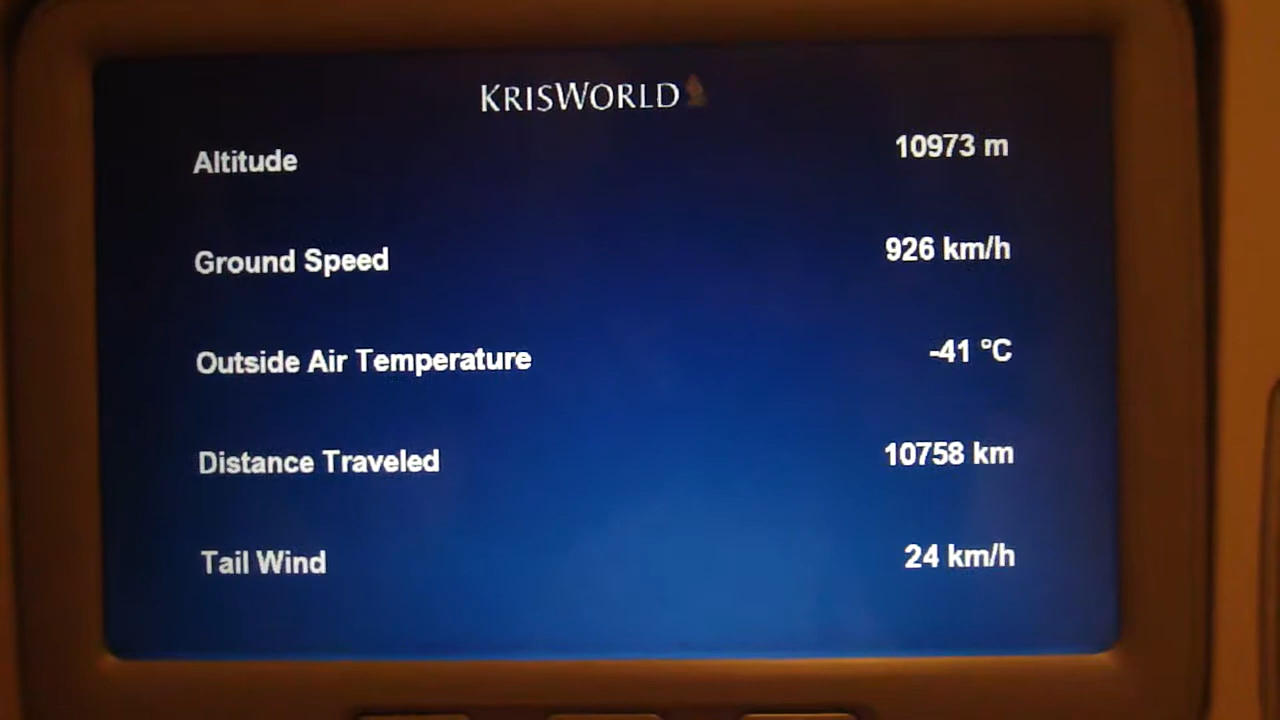 KRISWORLD
Altitude 10973 m
Ground Speed 926 km/h
Outside Air Temperature -41 °C
Distance Traveled 10758 km
Tail Wind 24 km/h